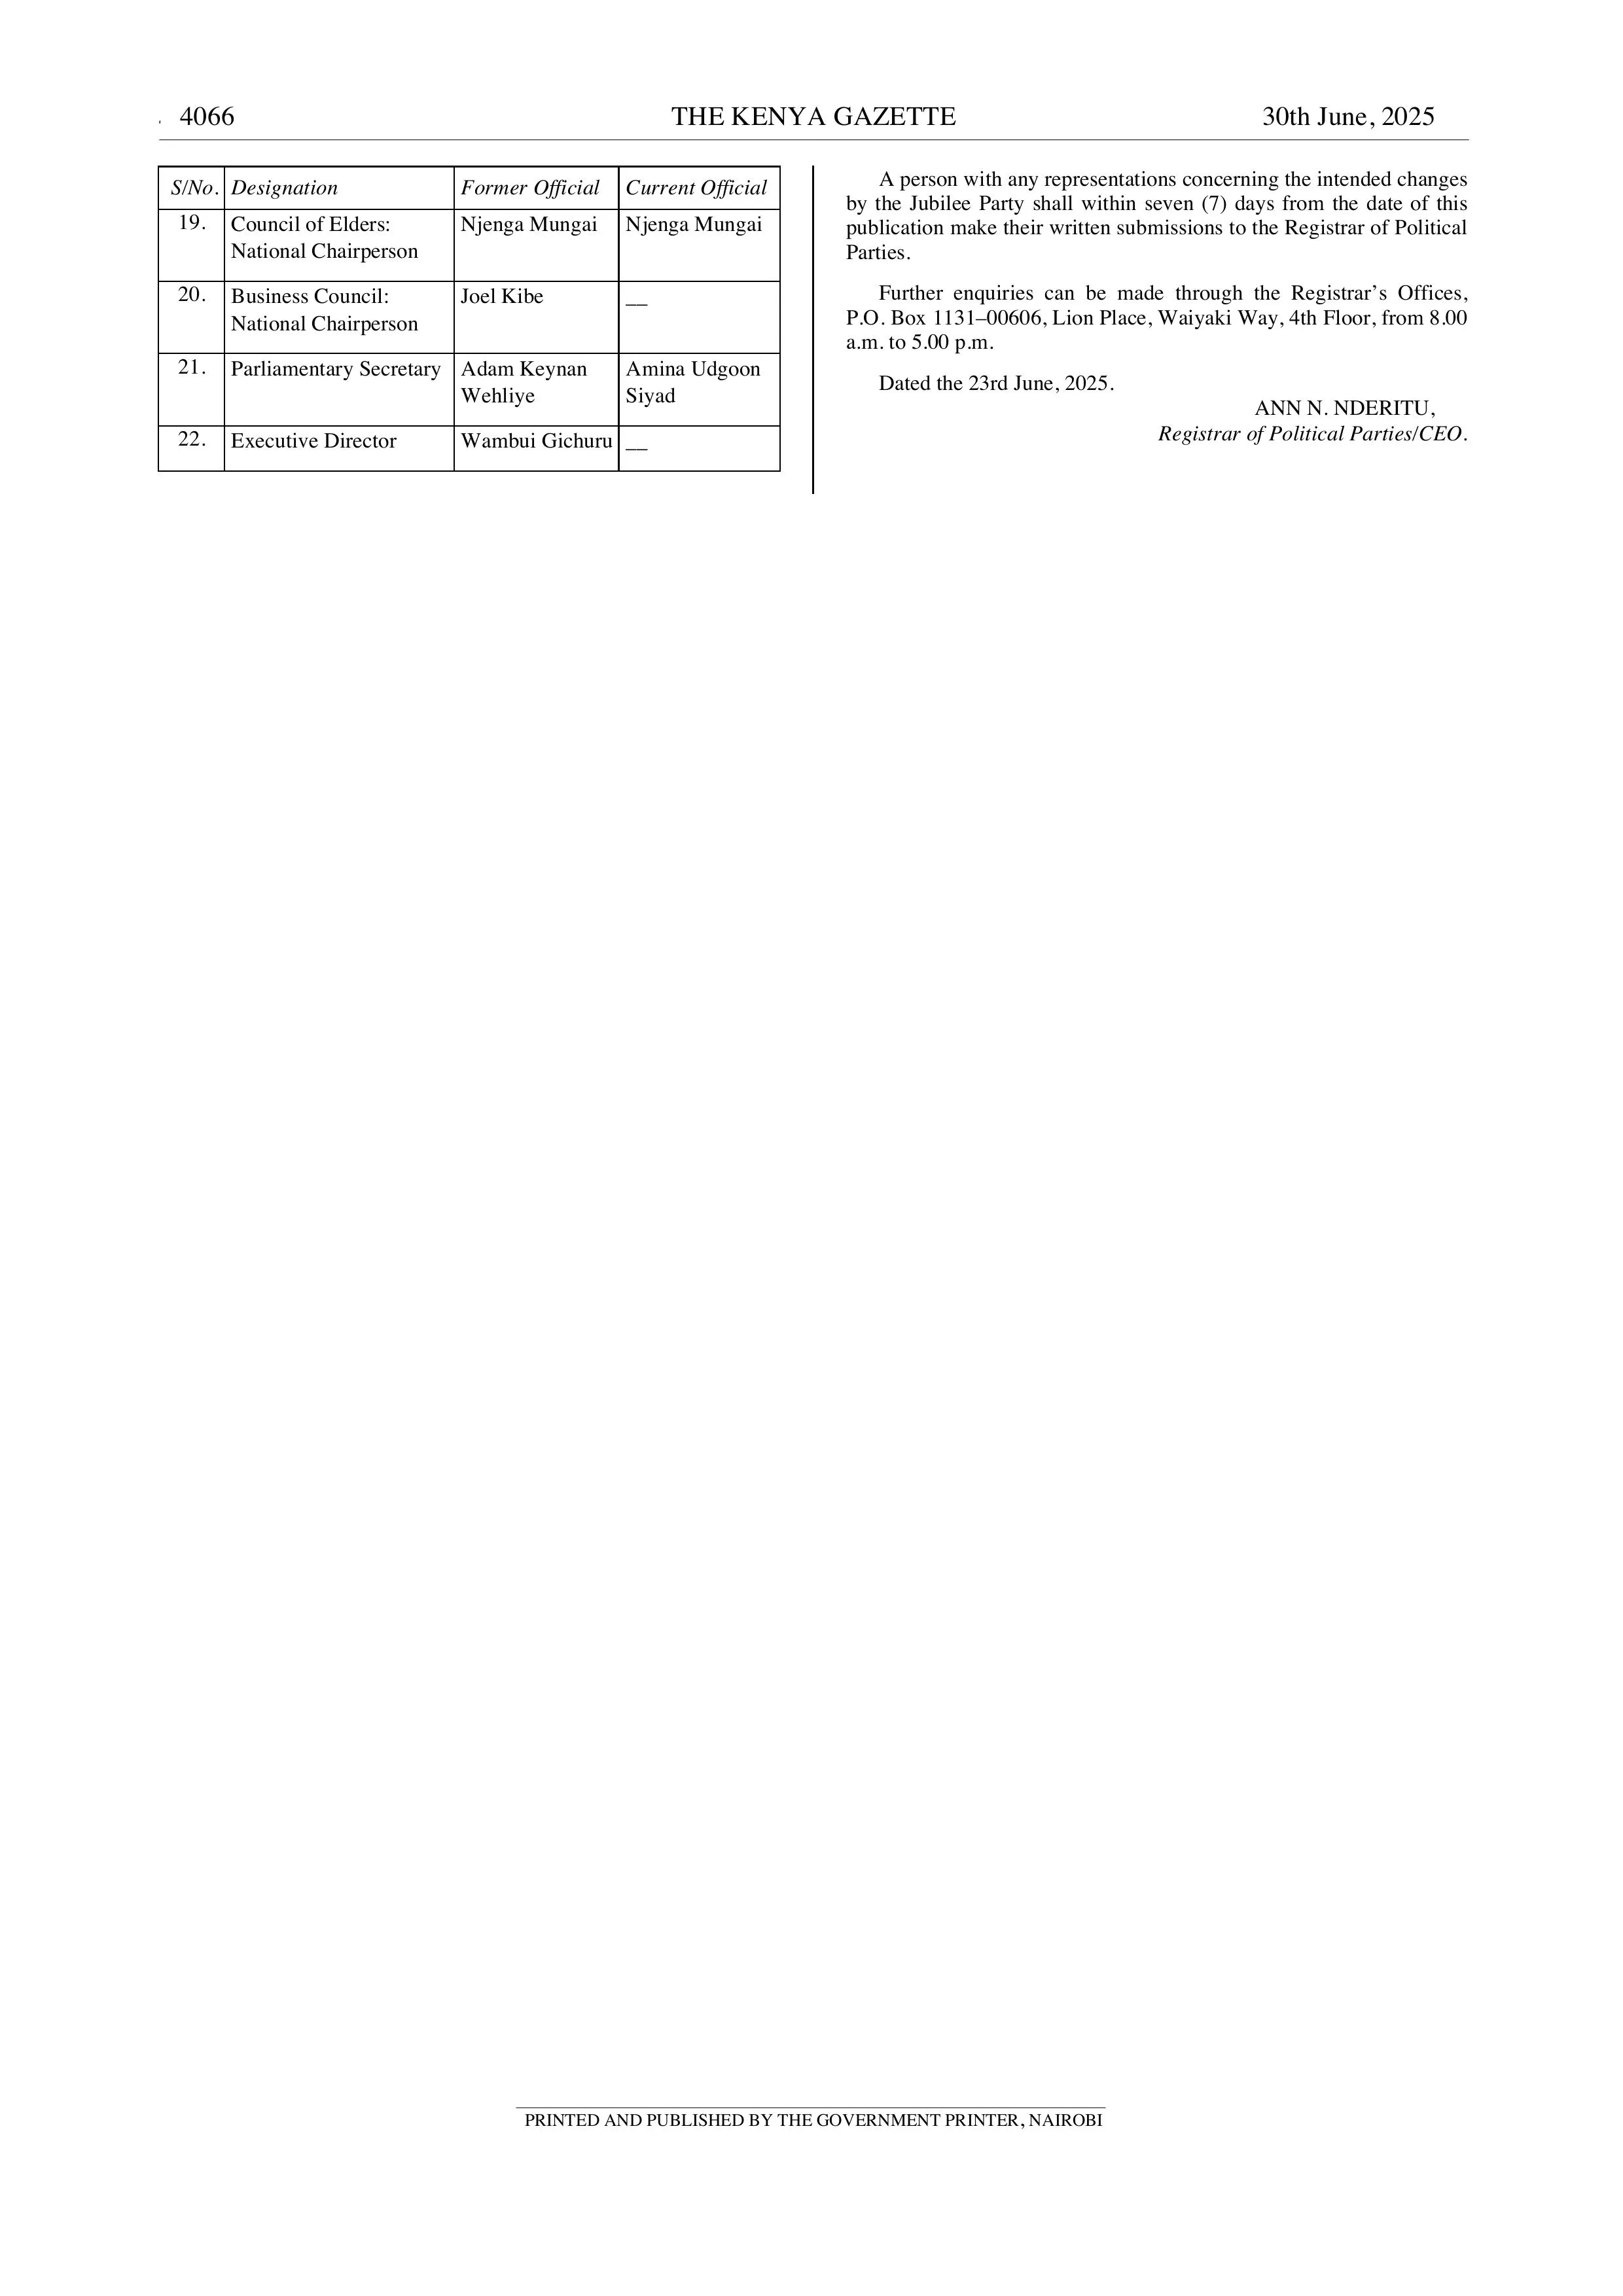 4066 THE KENYA GAZETTE 30th June, 2025
S/No. Designation Former Official Current Official
19. Council of Elders: Njenga Mungai Njenga Mungai
National Chairperson
20. Business Council: Joel Kibe __
National Chairperson
21. Parliamentary Secretary Adam Keynan Amina Udgoon
Wehliye Siyad
22. Executive Director Wambui Gichuru __
A person with any representations concerning the intended changes
by the Jubilee Party shall within seven (7) days from the date of this
publication make their written submissions to the Registrar of Political
Parties.
Further enquiries can be made through the Registrar’s Offices,
P.O. Box 1131–00606, Lion Place, Waiyaki Way, 4th Floor, from 8.00
a.m. to 5.00 p.m.
Dated the 23rd June, 2025.
ANN N. NDERITU,
Registrar of Political Parties/CEO.
PRINTED AND PUBLISHED BY THE GOVERNMENT PRINTER, NAIROBI